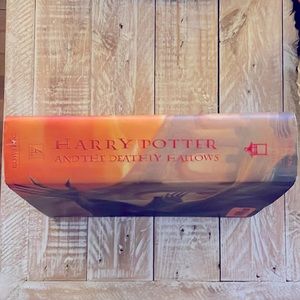 HARRY POTTER
AND THE DEATHLY HALLOWS